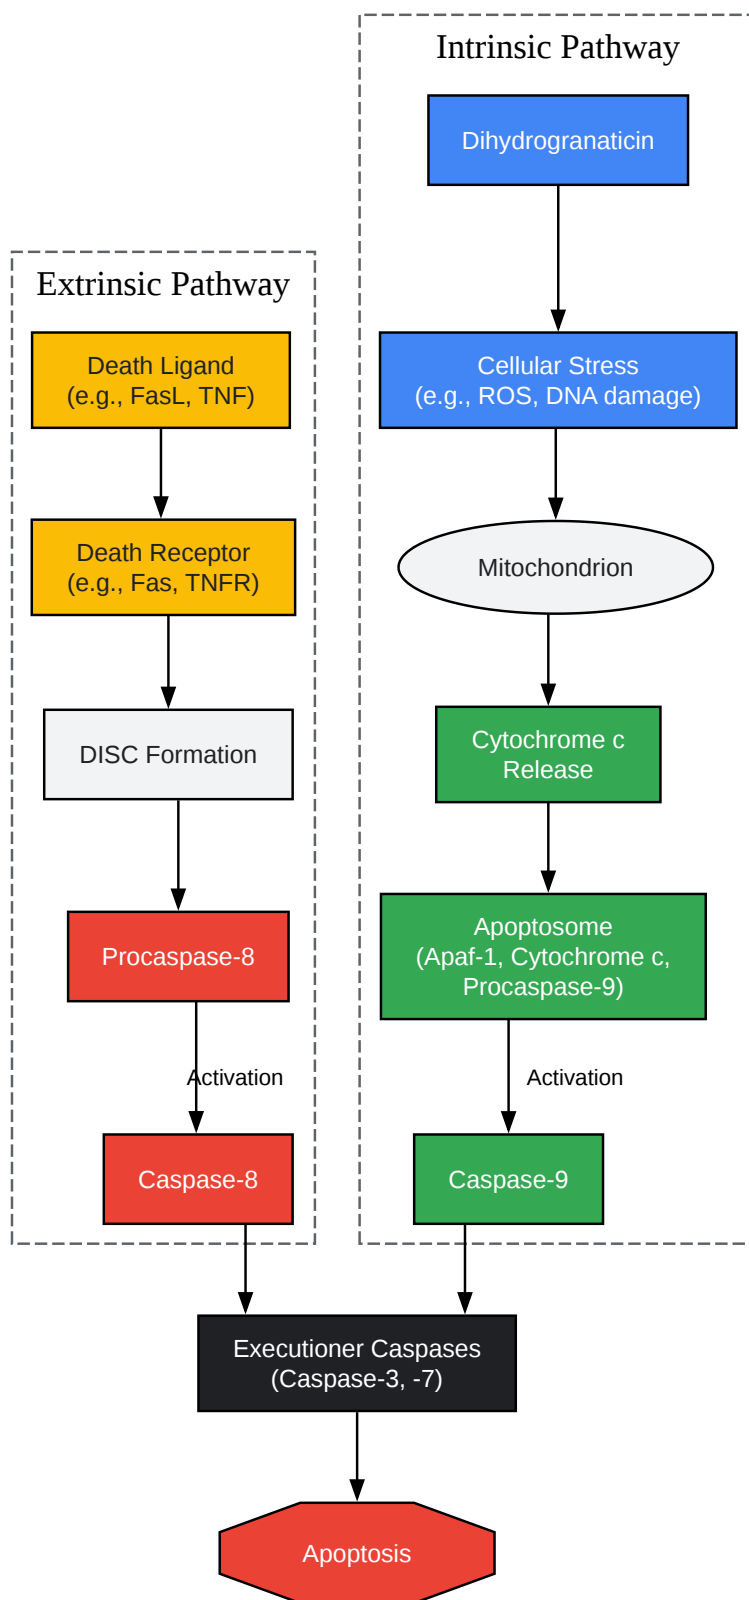 Intrinsic Pathway
Dihydrogranaticin
Cellular Stress
(e.g., ROS, DNA damage)
Mitochondrion
Cytochrome c
Release
Apoptosome
(Apaf-1, Cytochrome c,
Procaspase-9)
Activation
Caspase-9
Extrinsic Pathway
Death Ligand
(e.g., FasL, TNF)
Death Receptor
(e.g., Fas, TNFR)
DISC Formation
Procaspase-8
Activation
Caspase-8
Executioner Caspases
(Caspase-3, -7)
Apoptosis